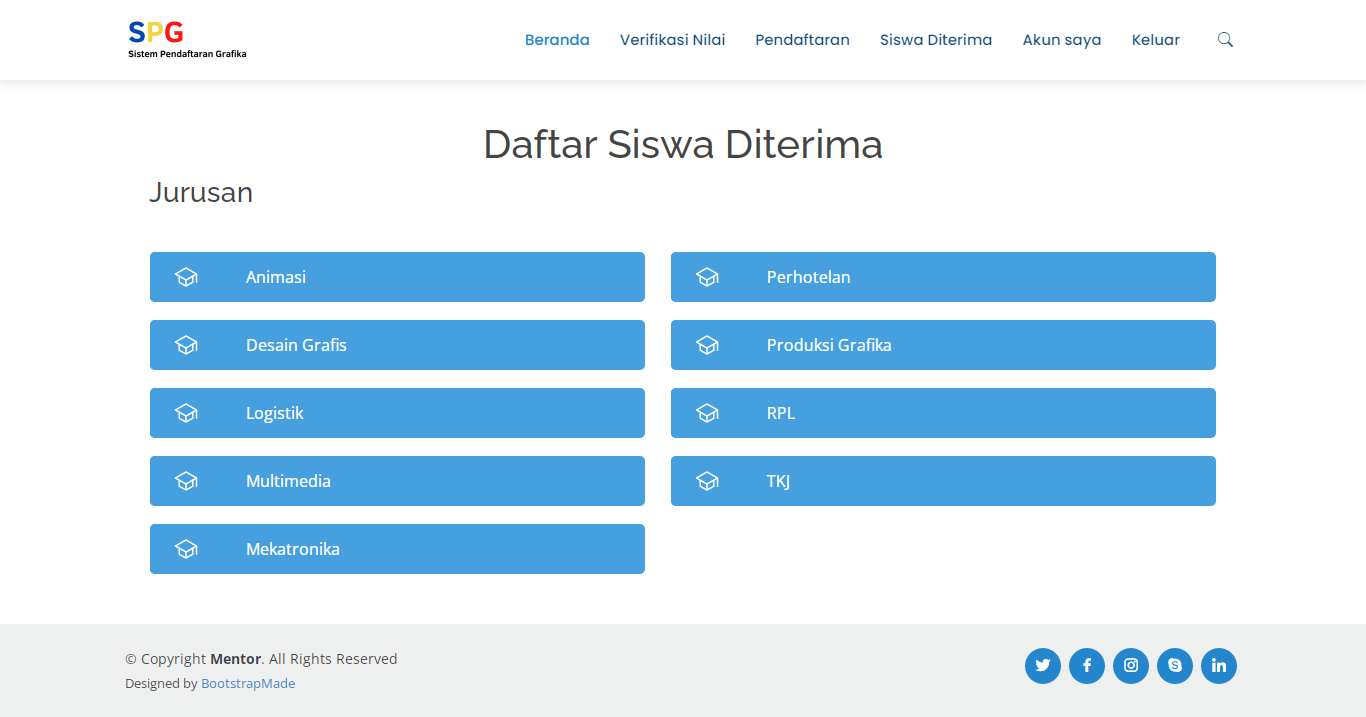 SPG
Sistem Pendaftaran Grafika
Beranda
Verifikasi Nilai
Pendaftaran
Siswa Diterima
Akun saya
Keluar
Daftar Siswa Diterima
Jurusan
Animasi
Desain Grafis
Logistik
Multimedia
Mekatronika
Perhotelan
Produksi Grafika
RPL
TKJ
© Copyright Mentor. All Rights Reserved
Designed by BootstrapMade